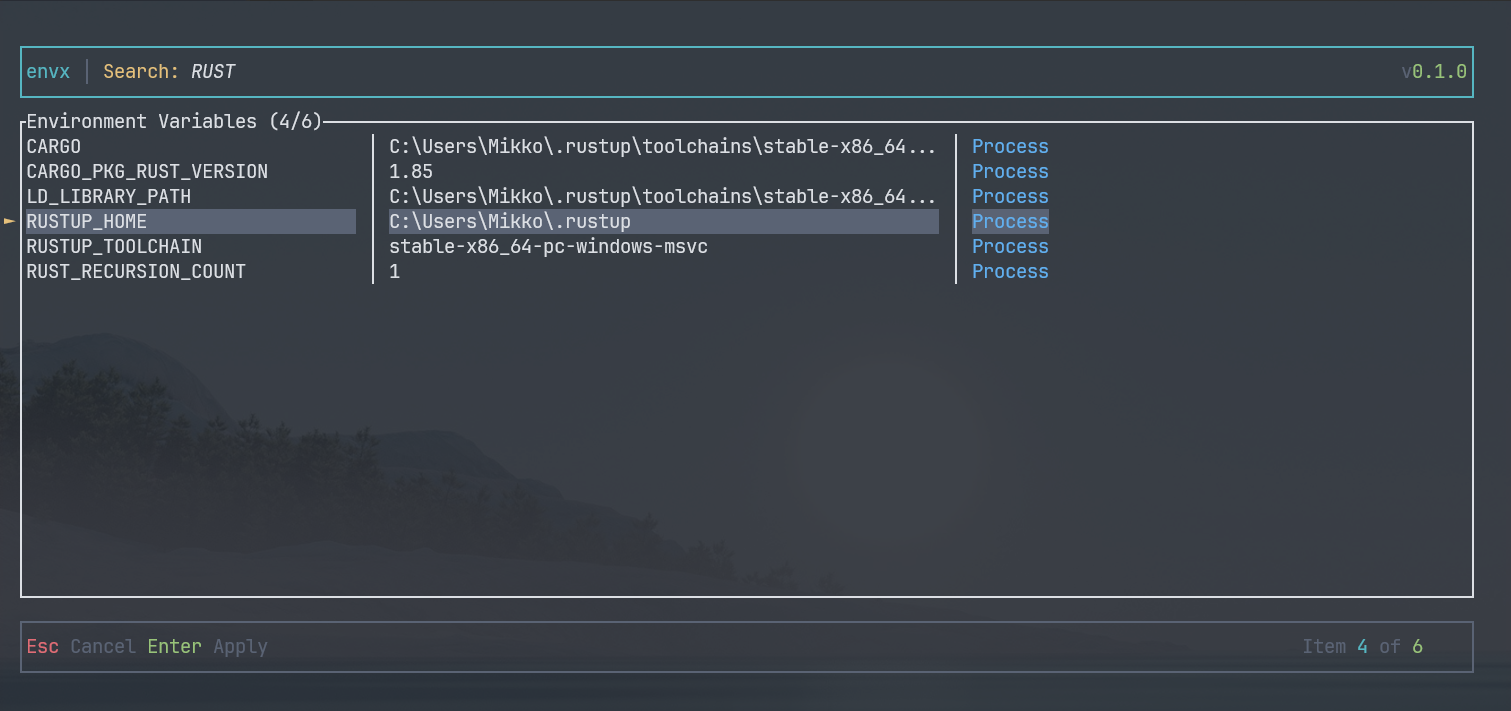 envx │ Search: RUST v0.1.0
Environment Variables (4/6)
CARGO │ C:\Users\Mikko\.rustup\toolchains\stable-x86_64... │ Process
CARGO_PKG_RUST_VERSION │ 1.85 │ Process
LD_LIBRARY_PATH │ C:\Users\Mikko\.rustup\toolchains\stable-x86_64... │ Process
► RUSTUP_HOME │ C:\Users\Mikko\.rustup │ Process
RUSTUP_TOOLCHAIN │ stable-x86_64-pc-windows-msvc │ Process
RUST_RECURSION_COUNT │ 1 │ Process
Esc Cancel Enter Apply Item 4 of 6